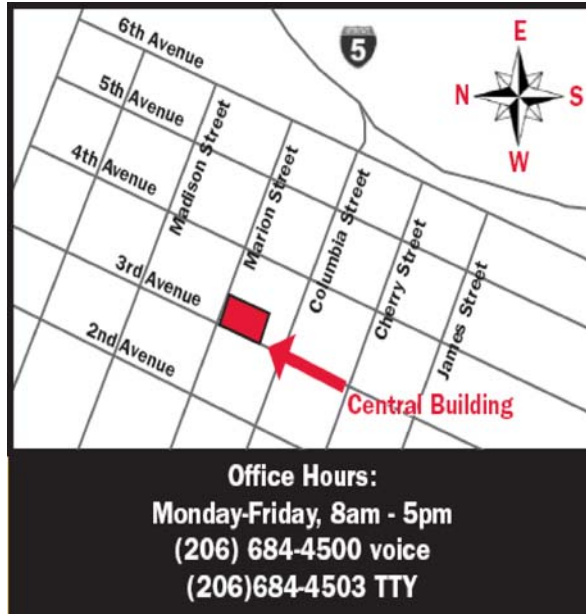 6th Avenue
5
E
5th Avenue
N
S
4th Avenue
W
Madison Street
Marion Street
Columbia Street
3rd Avenue
Cherry Street
James Street
2nd Avenue
Central Building
Office Hours:
Monday-Friday, 8am - 5pm
(206) 684-4500 voice
(206)684-4503 TTY